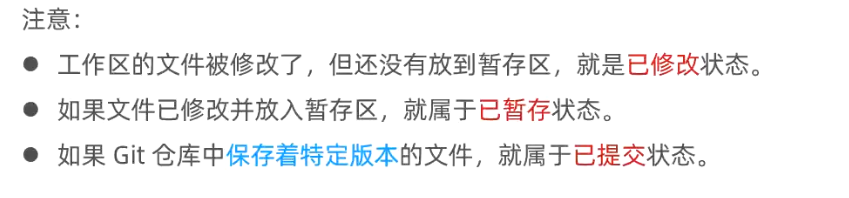 注意：
● 工作区的文件被修改了，但还没有放到暂存区，就是已修改状态。
● 如果文件已修改并放入暂存区，就属于已暂存状态。
● 如果 Git 仓库中保存着特定版本的文件，就属于已提交状态。